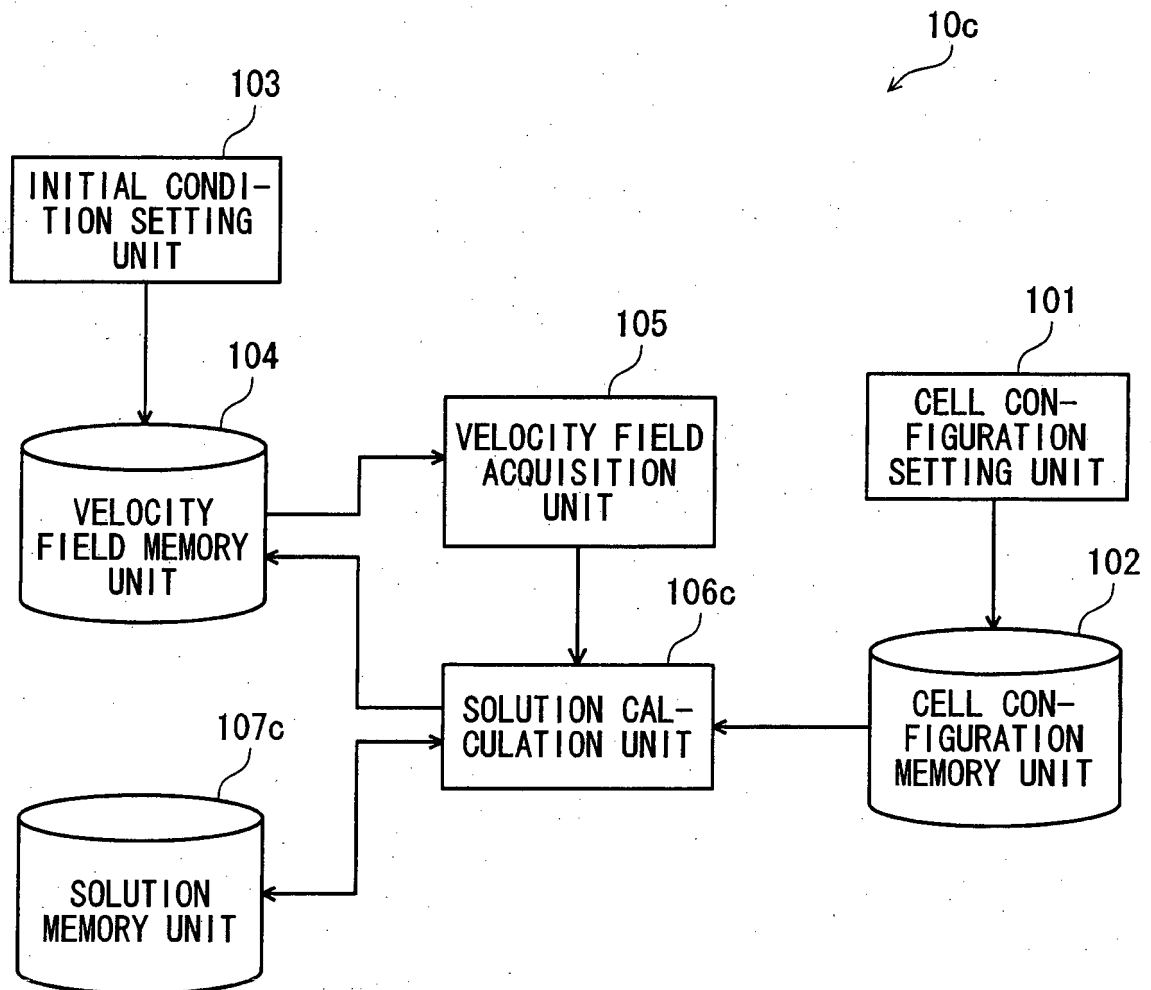 10c
103
INITIAL CONDI-
TION SETTING
UNIT
104
VELOCITY
FIELD MEMORY
UNIT
105
VELOCITY FIELD
ACQUISITION
UNIT
101
CELL CON-
FIGURATION
SETTING UNIT
102
CELL CON-
FIGURATION
MEMORY UNIT
106c
SOLUTION CAL-
CULATION UNIT
107c
SOLUTION
MEMORY UNIT